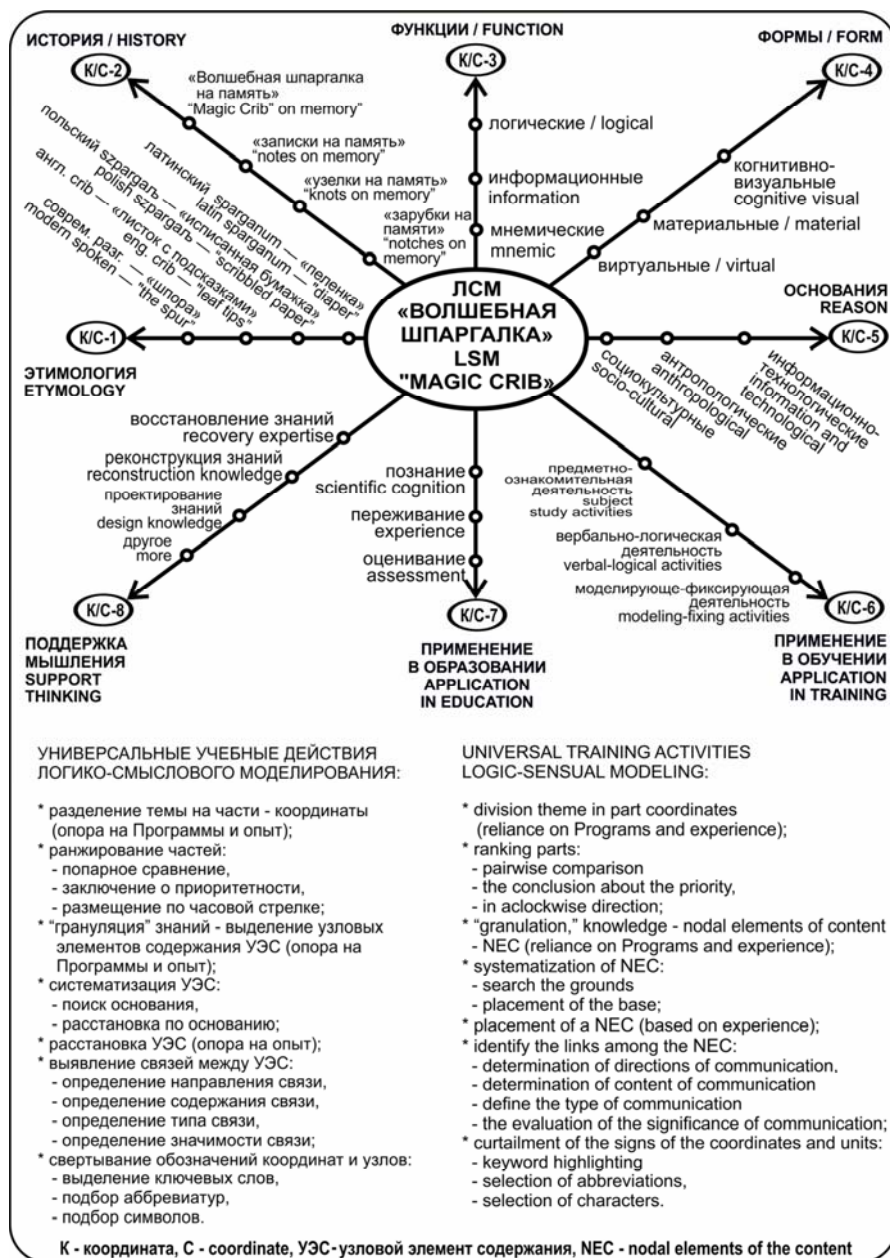 ИСТОРИЯ / HISTORY
К/С-2
ФУНКЦИИ / FUNCTION
К/С-3
ФОРМЫ / FORM
К/С-4
«Волшебная шпаргалка
на память»
“Magic Crib” on memory”
«записки на память»
“notes on memory”
«узелки на память»
“knots on memory”
«зарубки на
памяти»
“notches on
memory”
логические / logical
информационные
information
мнемические
mnemic
когнитивно-
визуальные
cognitive visual
материальные / material
виртуальные / virtual
латинский sparganum — «пеленка»
latin sparganum — “diaper”
польский szpargaль — «исписанная бумажка»
polish szpargaль — “scribbled paper”
англ. crib — «листок с подсказками»
eng. crib — “leaf tips”
соврем. разг. — «шпора»
modern spoken — “the spur”
К/С-1
ЭТИМОЛОГИЯ
ETYMOLOGY
ЛСМ
«ВОЛШЕБНАЯ
ШПАРГАЛКА»
LSM
"MAGIC CRIB»
ОСНОВАНИЯ
REASON
К/С-5
социокультурные
socio-cultural
антропологические
anthropological
информационно-
технологические
information and
technological
восстановление знаний
recovery expertise
реконструкция знаний
reconstruction knowledge
проектирование
знаний
design knowledge
другое
more
К/С-8
ПОДДЕРЖКА
МЫШЛЕНИЯ
SUPPORT
THINKING
познание
scientific cognition
переживание
experience
оценивание
assessment
К/С-7
ПРИМЕНЕНИЕ
В ОБРАЗОВАНИИ
APPLICATION
IN EDUCATION
предметно-
ознакомительная
деятельность
subject
study activities
вербально-логическая
деятельность
verbal-logical activities
моделирующе-фиксирующая
деятельность
modeling-fixing activities
К/С-6
ПРИМЕНЕНИЕ
В ОБУЧЕНИИ
APPLICATION
IN TRAINING
УНИВЕРСАЛЬНЫЕ УЧЕБНЫЕ ДЕЙСТВИЯ
ЛОГИКО-СМЫСЛОВОГО МОДЕЛИРОВАНИЯ:
* разделение темы на части - координаты
(опора на Программы и опыт);
* ранжирование частей:
- попарное сравнение,
- заключение о приоритетности,
- размещение по часовой стрелке;
* “грануляция” знаний - выделение узловых
элементов содержания УЭС (опора на
Программы и опыт);
* систематизация УЭС:
- поиск основания,
- расстановка по основанию;
* расстановка УЭС (опора на опыт);
* выявление связей между УЭС:
- определение направления связи,
- определение содержания связи,
- определение типа связи,
- определение значимости связи;
* свертывание обозначений координат и узлов:
- выделение ключевых слов,
- подбор аббревиатур,
- подбор символов.
UNIVERSAL TRAINING ACTIVITIES
LOGIC-SENSUAL MODELING:
* division theme in part coordinates
(reliance on Programs and experience);
* ranking parts:
- pairwise comparison
- the conclusion about the priority,
- in aclockwise direction;
* “granulation,” knowledge - nodal elements of content
- NEC (reliance on Programs and experience);
* systematization of NEC:
- search the grounds
- placement of the base;
* placement of a NEC (based on experience);
* identify the links among the NEC:
- determination of directions of communication,
- determination of content of communication
- define the type of communication
- the evaluation of the significance of communication;
* curtailment of the signs of the coordinates and units:
- keyword highlighting
- selection of abbreviations,
- selection of characters.
К - координата, С - coordinate, УЭС-узловой элемент содержания, NEC - nodal elements of the content